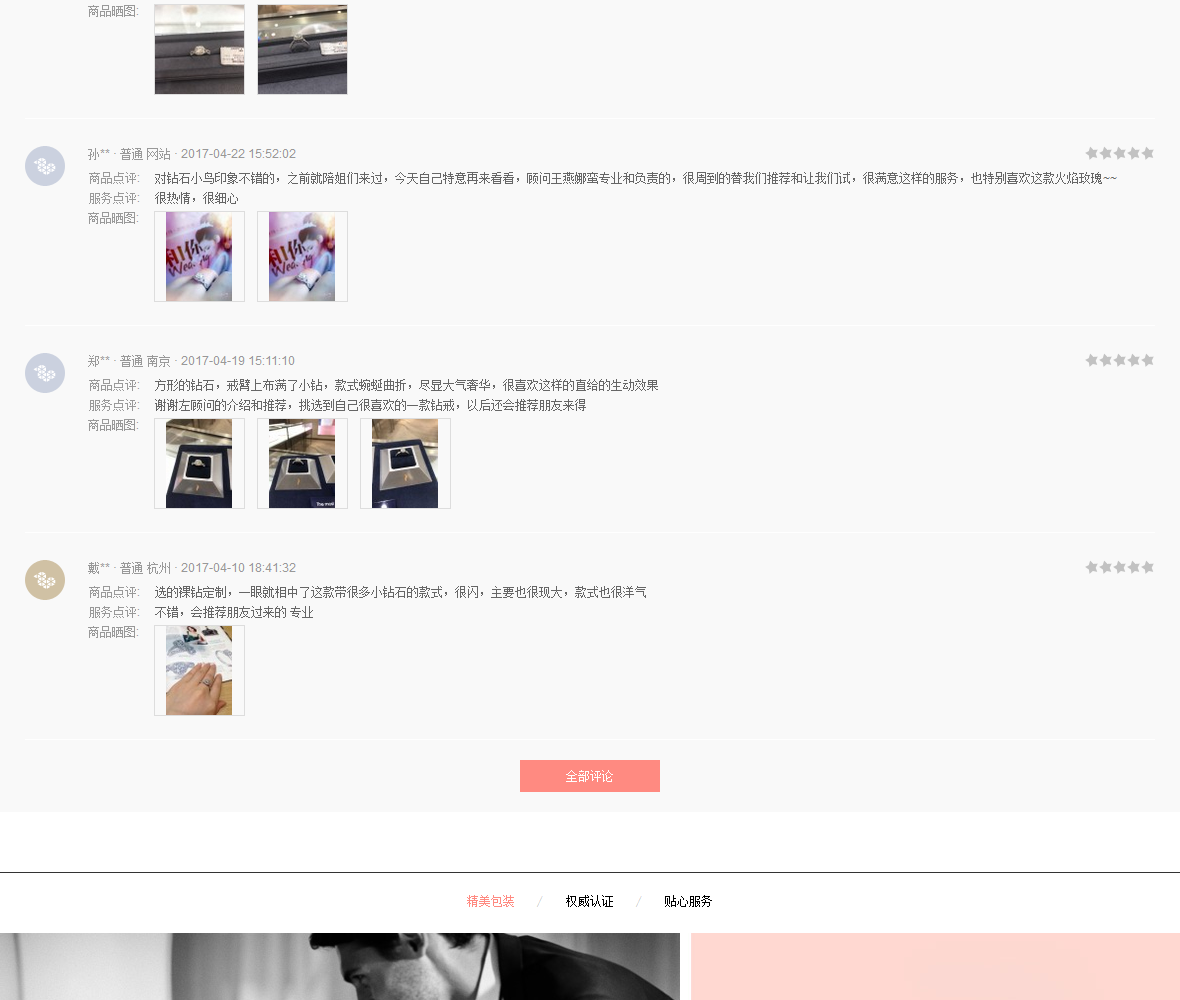 商品晒图:
孙** · 普通 网站 · 2017-04-22 15:52:02
商品点评: 对钻石小鸟印象不错的，之前就陪姐们来过，今天自己特意再来看看，顾问王燕娜蛮专业和负责的，很周到的替我们推荐和让我们试，很满意这样的服务，也特别喜欢这款火焰玫瑰~~
服务点评: 很热情，很细心
商品晒图:
郑** · 普通 南京 · 2017-04-19 15:11:10
商品点评: 方形的钻石，戒臂上布满了小钻，款式蜿蜒曲折，尽显大气奢华，很喜欢这样的直给的生动效果
服务点评: 谢谢左顾问的介绍和推荐，挑选到自己很喜欢的一款钻戒，以后还会推荐朋友来得
商品晒图:
戴** · 普通 杭州 · 2017-04-10 18:41:32
商品点评: 选的裸钻定制，一眼就相中了这款带很多小钻石的款式，很闪，主要也很现大，款式也很洋气
服务点评: 不错，会推荐朋友过来的 专业
商品晒图:
全部评论
精美包装 / 权威认证 / 贴心服务